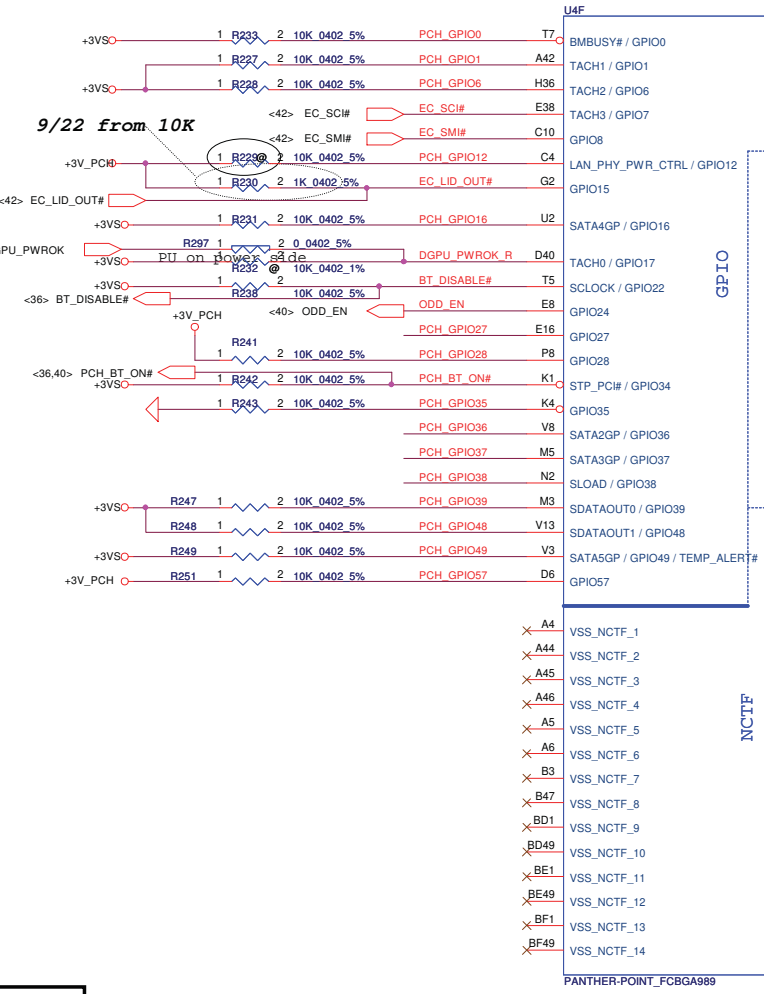 U4F
+3VS 1 R233 2 10K_0402_5% PCH_GPIO0 T7 BMBUSY# / GPIO0
1 R227 2 10K_0402_5% PCH_GPIO1 A42 TACH1 / GPIO1
+3VS 1 R228 2 10K_0402_5% PCH_GPIO6 H36 TACH2 / GPIO6
<42> EC_SCI# EC_SCI# E38 TACH3 / GPIO7
9/22 from 10K
<42> EC_SMI# EC_SMI# C10 GPIO8
+3V_PCH 1 R229@ 2 10K_0402_5% PCH_GPIO12 C4 LAN_PHY_PWR_CTRL / GPIO12
1 R230 2 1K_0402_5% EC_LID_OUT# G2 GPIO15
<42> EC_LID_OUT#
+3VS 1 R231 2 10K_0402_5% PCH_GPIO16 U2 SATA4GP / GPIO16
GPU_PWROK R297 1 2 0_0402_5%
+3VS 1 2 PU on power side DGPU_PWROK_R D40 TACH0 / GPIO17
R232 @ 10K_0402_1%
+3VS 1 2 BT_DISABLE# T5 SCLOCK / GPIO22
<36> BT_DISABLE# R238 10K_0402_5%
<40> ODD_EN ODD_EN E8 GPIO24
+3V_PCH
PCH_GPIO27 E16 GPIO27
R241
1 2 10K_0402_5% PCH_GPIO28 P8 GPIO28
<36,40> PCH_BT_ON#
+3VS 1 R242 2 10K_0402_5% PCH_BT_ON# K1 STP_PCI# / GPIO34
1 R243 2 10K_0402_5% PCH_GPIO35 K4 GPIO35
PCH_GPIO36 V8 SATA2GP / GPIO36
PCH_GPIO37 M5 SATA3GP / GPIO37
PCH_GPIO38 N2 SLOAD / GPIO38
+3VS R247 1 2 10K_0402_5% PCH_GPIO39 M3 SDATAOUT0 / GPIO39
R248 1 2 10K_0402_5% PCH_GPIO48 V13 SDATAOUT1 / GPIO48
+3VS R249 1 2 10K_0402_5% PCH_GPIO49 V3 SATA5GP / GPIO49 / TEMP_ALERT#
+3V_PCH R251 1 2 10K_0402_5% PCH_GPIO57 D6 GPIO57
GPIO
A4 VSS_NCTF_1
A44 VSS_NCTF_2
A45 VSS_NCTF_3
A46 VSS_NCTF_4
A5 VSS_NCTF_5
A6 VSS_NCTF_6
B3 VSS_NCTF_7
B47 VSS_NCTF_8
BD1 VSS_NCTF_9
BD49 VSS_NCTF_10
BE1 VSS_NCTF_11
BE49 VSS_NCTF_12
BF1 VSS_NCTF_13
BF49 VSS_NCTF_14
NCTF
PANTHER-POINT_FCBGA989